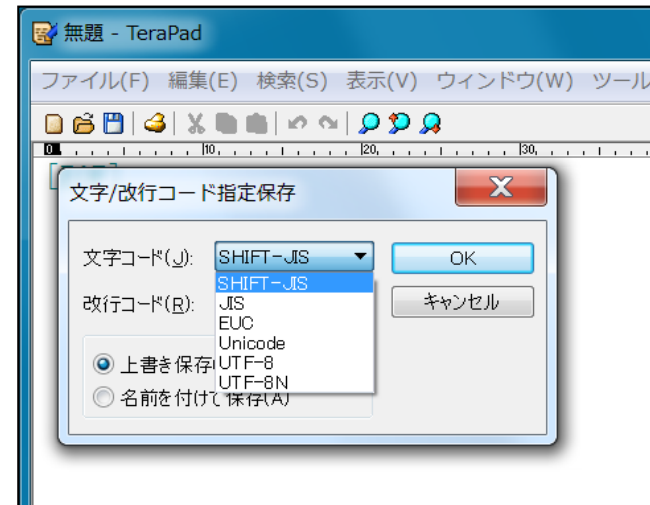 無題 - TeraPad
ファイル(F) 編集(E) 検索(S) 表示(V) ウィンドウ(W) ツール
0 10 20 30
文字/改行コード指定保存
文字コード(J): SHIFT-JIS OK
SHIFT-JIS
改行コード(R): JIS キャンセル
EUC
Unicode
上書き保存 UTF-8
UTF-8N
名前を付けて保存(A)